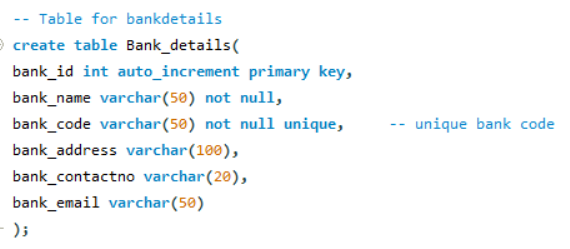 -- Table for bankdetails
create table Bank_details(
bank_id int auto_increment primary key,
bank_name varchar(50) not null,
bank_code varchar(50) not null unique,     -- unique bank code
bank_address varchar(100),
bank_contactno varchar(20),
bank_email varchar(50)
);